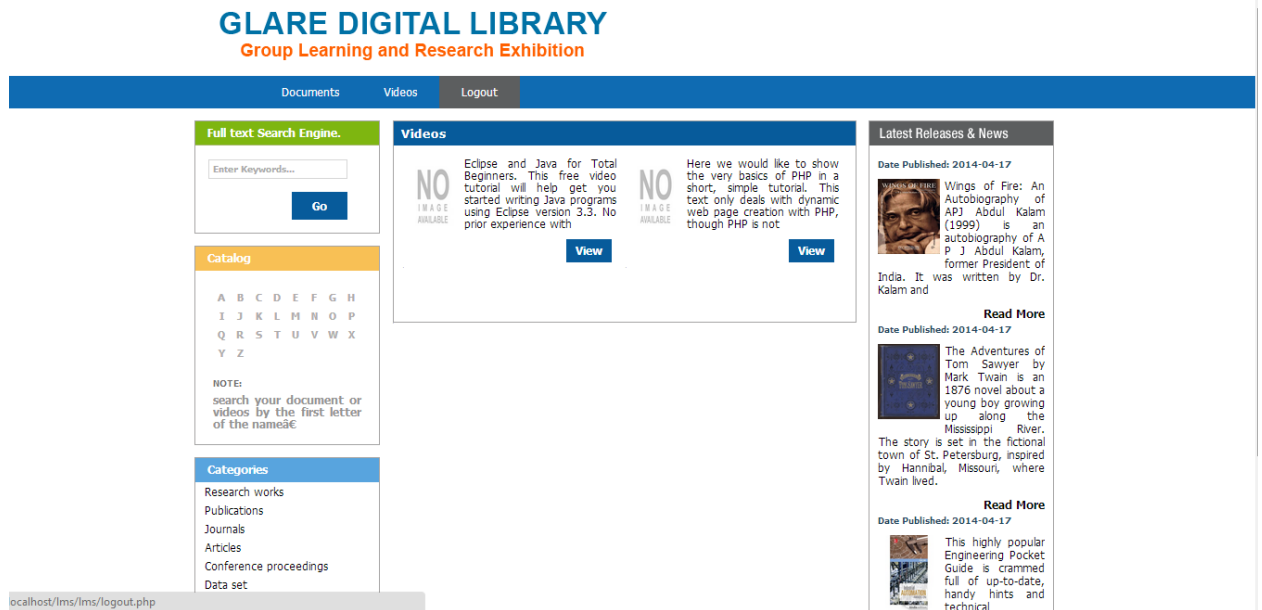 GLARE DIGITAL LIBRARY
Group Learning and Research Exhibition
Documents Videos Logout
Full text Search Engine.
Enter Keywords...
Go
Catalog
A B C D E F G H
I J K L M N O P
Q R S T U V W X
Y Z
NOTE:
search your document or
videos by the first letter
of the nameâ€
Categories
Research works
Publications
Journals
Articles
Conference proceedings
Data set
Videos
NO
IMAGE
AVAILABLE
Eclipse and Java for Total
Beginners. This free video
tutorial will help get you
started writing Java programs
using Eclipse version 3.3. No
prior experience with
View
NO
IMAGE
AVAILABLE
Here we would like to show
the very basics of PHP in a
short, simple tutorial. This
text only deals with dynamic
web page creation with PHP,
though PHP is not
View
Latest Releases & News
Date Published: 2014-04-17
WINGS OF FIRE
Wings of Fire: An
Autobiography of
APJ Abdul Kalam
(1999) is an
autobiography of A
P J Abdul Kalam,
former President of
India. It was written by Dr.
Kalam and
Read More
Date Published: 2014-04-17
The Adventures of
Tom Sawyer by
Mark Twain is an
1876 novel about a
young boy growing
up along the
Mississippi River.
The story is set in the fictional
town of St. Petersburg, inspired
by Hannibal, Missouri, where
Twain lived.
Read More
Date Published: 2014-04-17
This highly popular
Engineering Pocket
Guide is crammed
full of up-to-date,
handy hints and
technical
ocalhost/lms/lms/logout.php